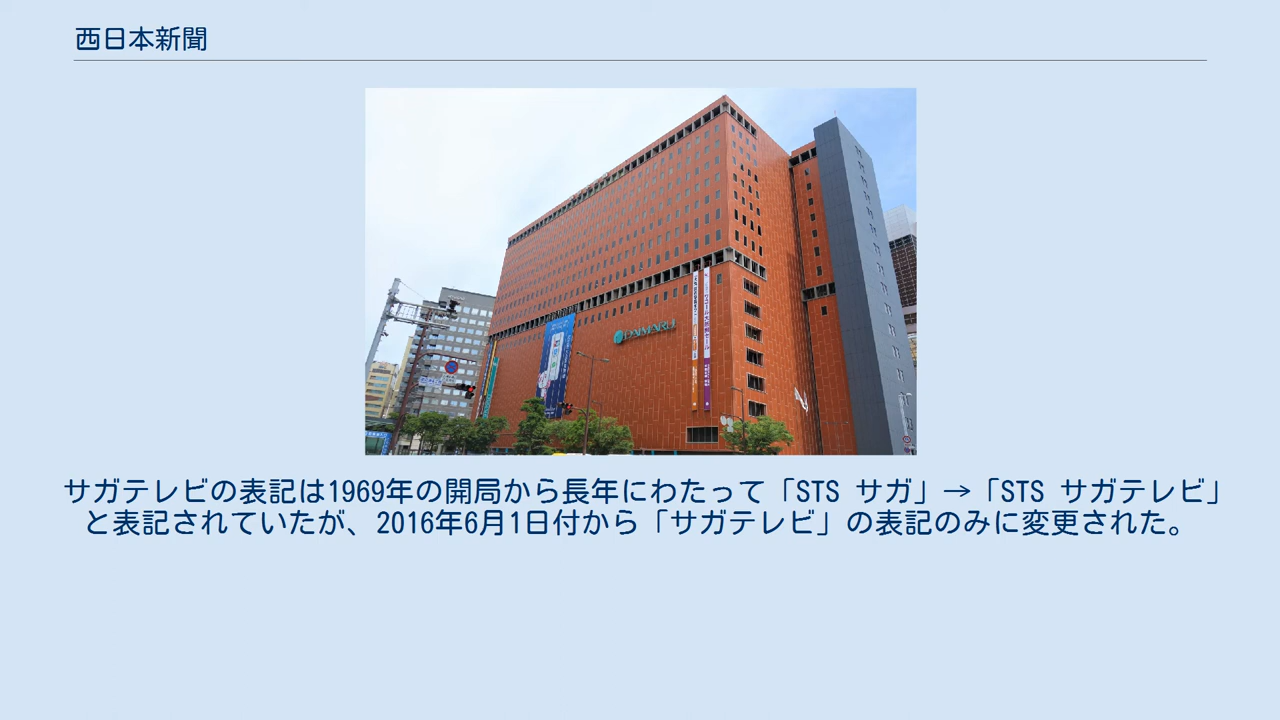 西日本新聞
DAIMARU
サガテレビの表記は1969年の開局から長年にわたって「STS サガ」→「STS サガテレビ」
と表記されていたが、2016年6月1日付から「サガテレビ」の表記のみに変更された。